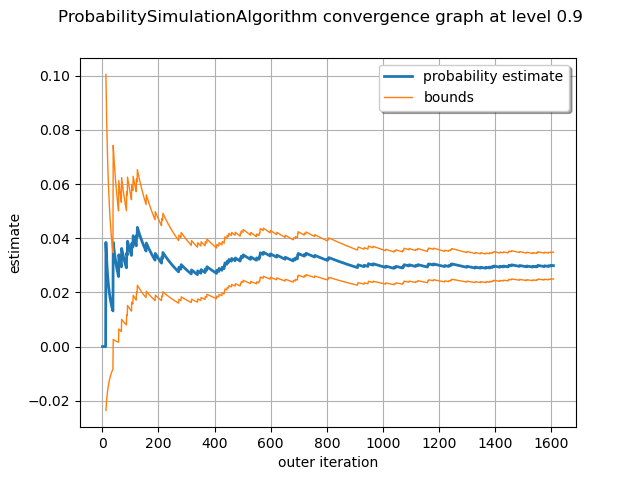 ProbabilitySimulationAlgorithm convergence graph at level 0.9
probability estimate
bounds
0.10
0.08
0.06
0.04
0.02
0.00
−0.02
estimate
0 200 400 600 800 1000 1200 1400 1600
outer iteration